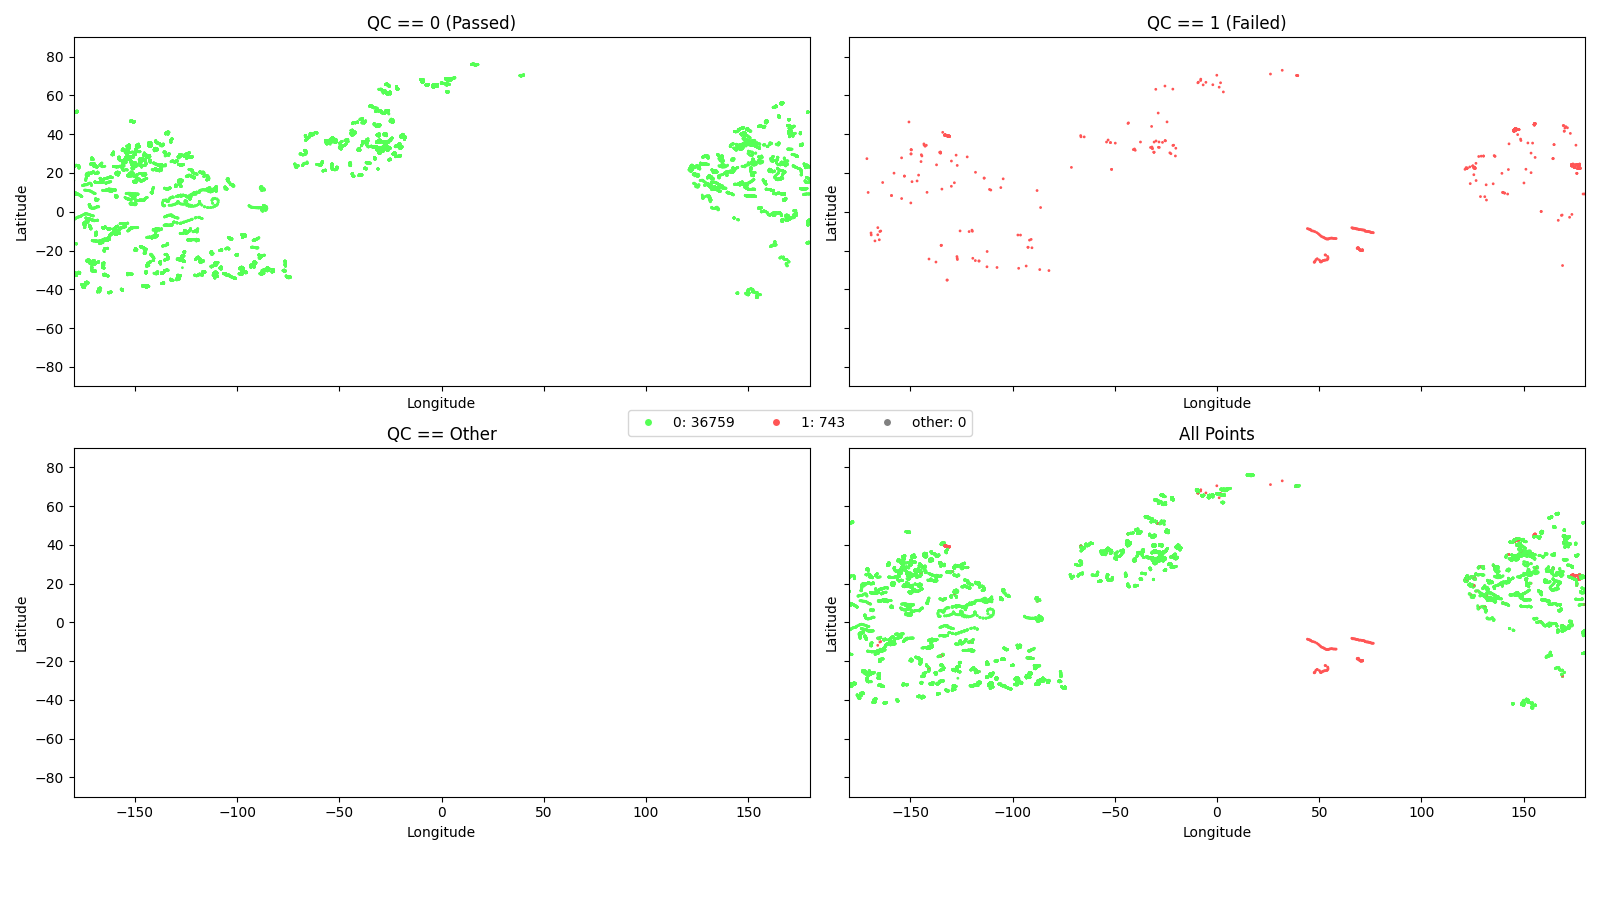 QC == 0 (Passed)
QC == 1 (Failed)
80
60
40
20
0
−20
−40
−60
−80
Latitude
Latitude
Longitude
Longitude
0: 36759
1: 743
other: 0
QC == Other
All Points
80
60
40
20
0
−20
−40
−60
−80
Latitude
Latitude
−150
−100
−50
0
50
100
150
−150
−100
−50
0
50
100
150
Longitude
Longitude